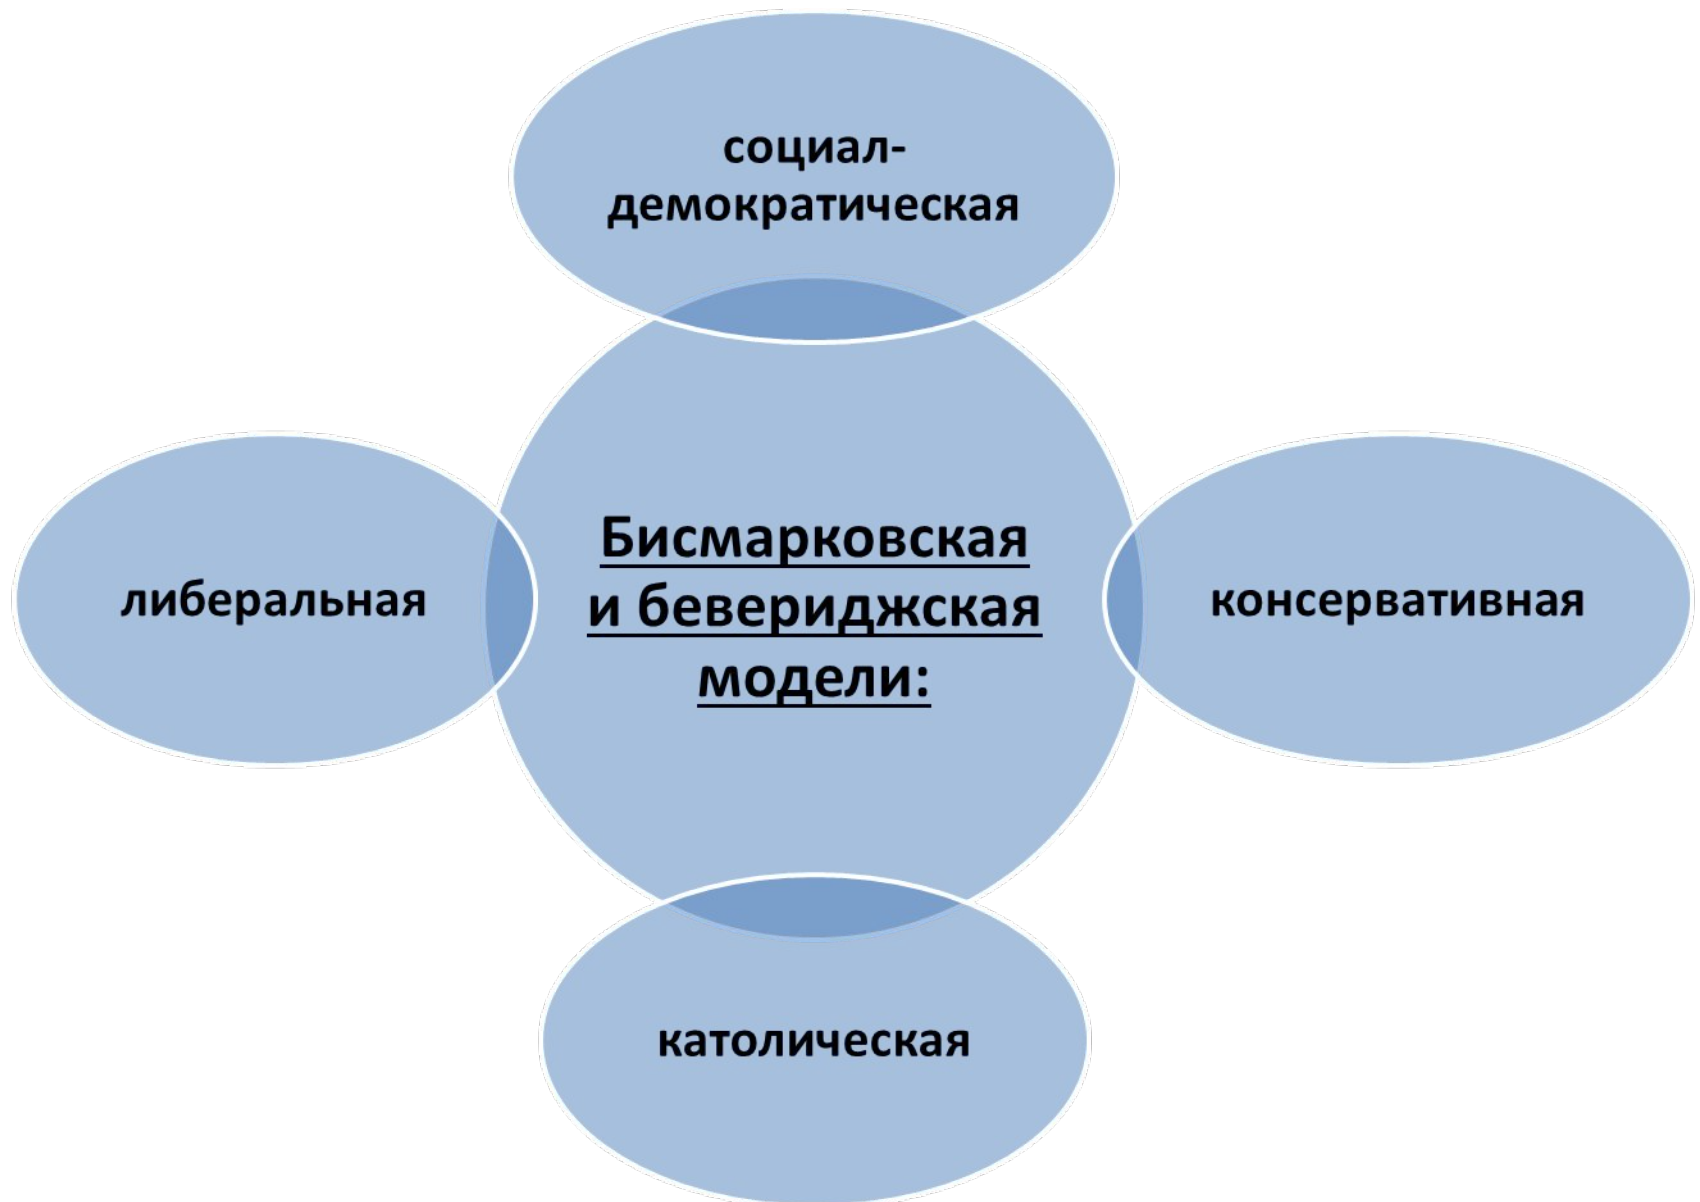 социал-
демократическая
Бисмарковская
и бевериджская
модели:
либеральная
консервативная
католическая